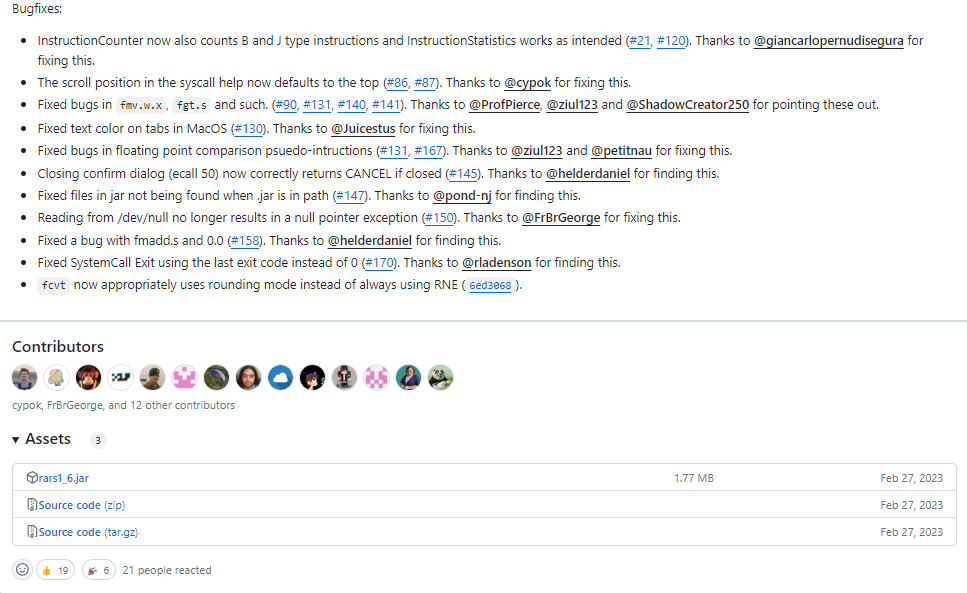 Bugfixes:
• InstructionCounter now also counts B and J type instructions and InstructionStatistics works as intended (#21, #120). Thanks to @giancarlopernudisegura for
fixing this.
• The scroll position in the syscall help now defaults to the top (#86, #87). Thanks to @cypok for fixing this.
• Fixed bugs in fmv.w.x, fgt.s and such. (#90, #131, #140, #141). Thanks to @ProfPierce, @ziul123 and @ShadowCreator250 for pointing these out.
• Fixed text color on tabs in MacOS (#130). Thanks to @Juicestus for fixing this.
• Fixed bugs in floating point comparison psuedo-intructions (#131, #167). Thanks to @ziul123 and @petitnau for fixing this.
• Closing confirm dialog (ecall 50) now correctly returns CANCEL if closed (#145). Thanks to @helderdaniel for finding this.
• Fixed files in jar not being found when .jar is in path (#147). Thanks to @pond-nj for finding this.
• Reading from /dev/null no longer results in a null pointer exception (#150). Thanks to @FrBrGeorge for fixing this.
• Fixed a bug with fmadd.s and 0.0 (#158). Thanks to @helderdaniel for finding this.
• Fixed SystemCall Exit using the last exit code instead of 0 (#170). Thanks to @rladenson for finding this.
• fcvt now appropriately uses rounding mode instead of always using RNE (6ed3068).
Contributors
cypok, FrBrGeorge, and 12 other contributors
▾ Assets 3
rars1_6.jar 1.77 MB Feb 27, 2023
Source code (zip) Feb 27, 2023
Source code (tar.gz) Feb 27, 2023
👍 19 🎉 6 21 people reacted